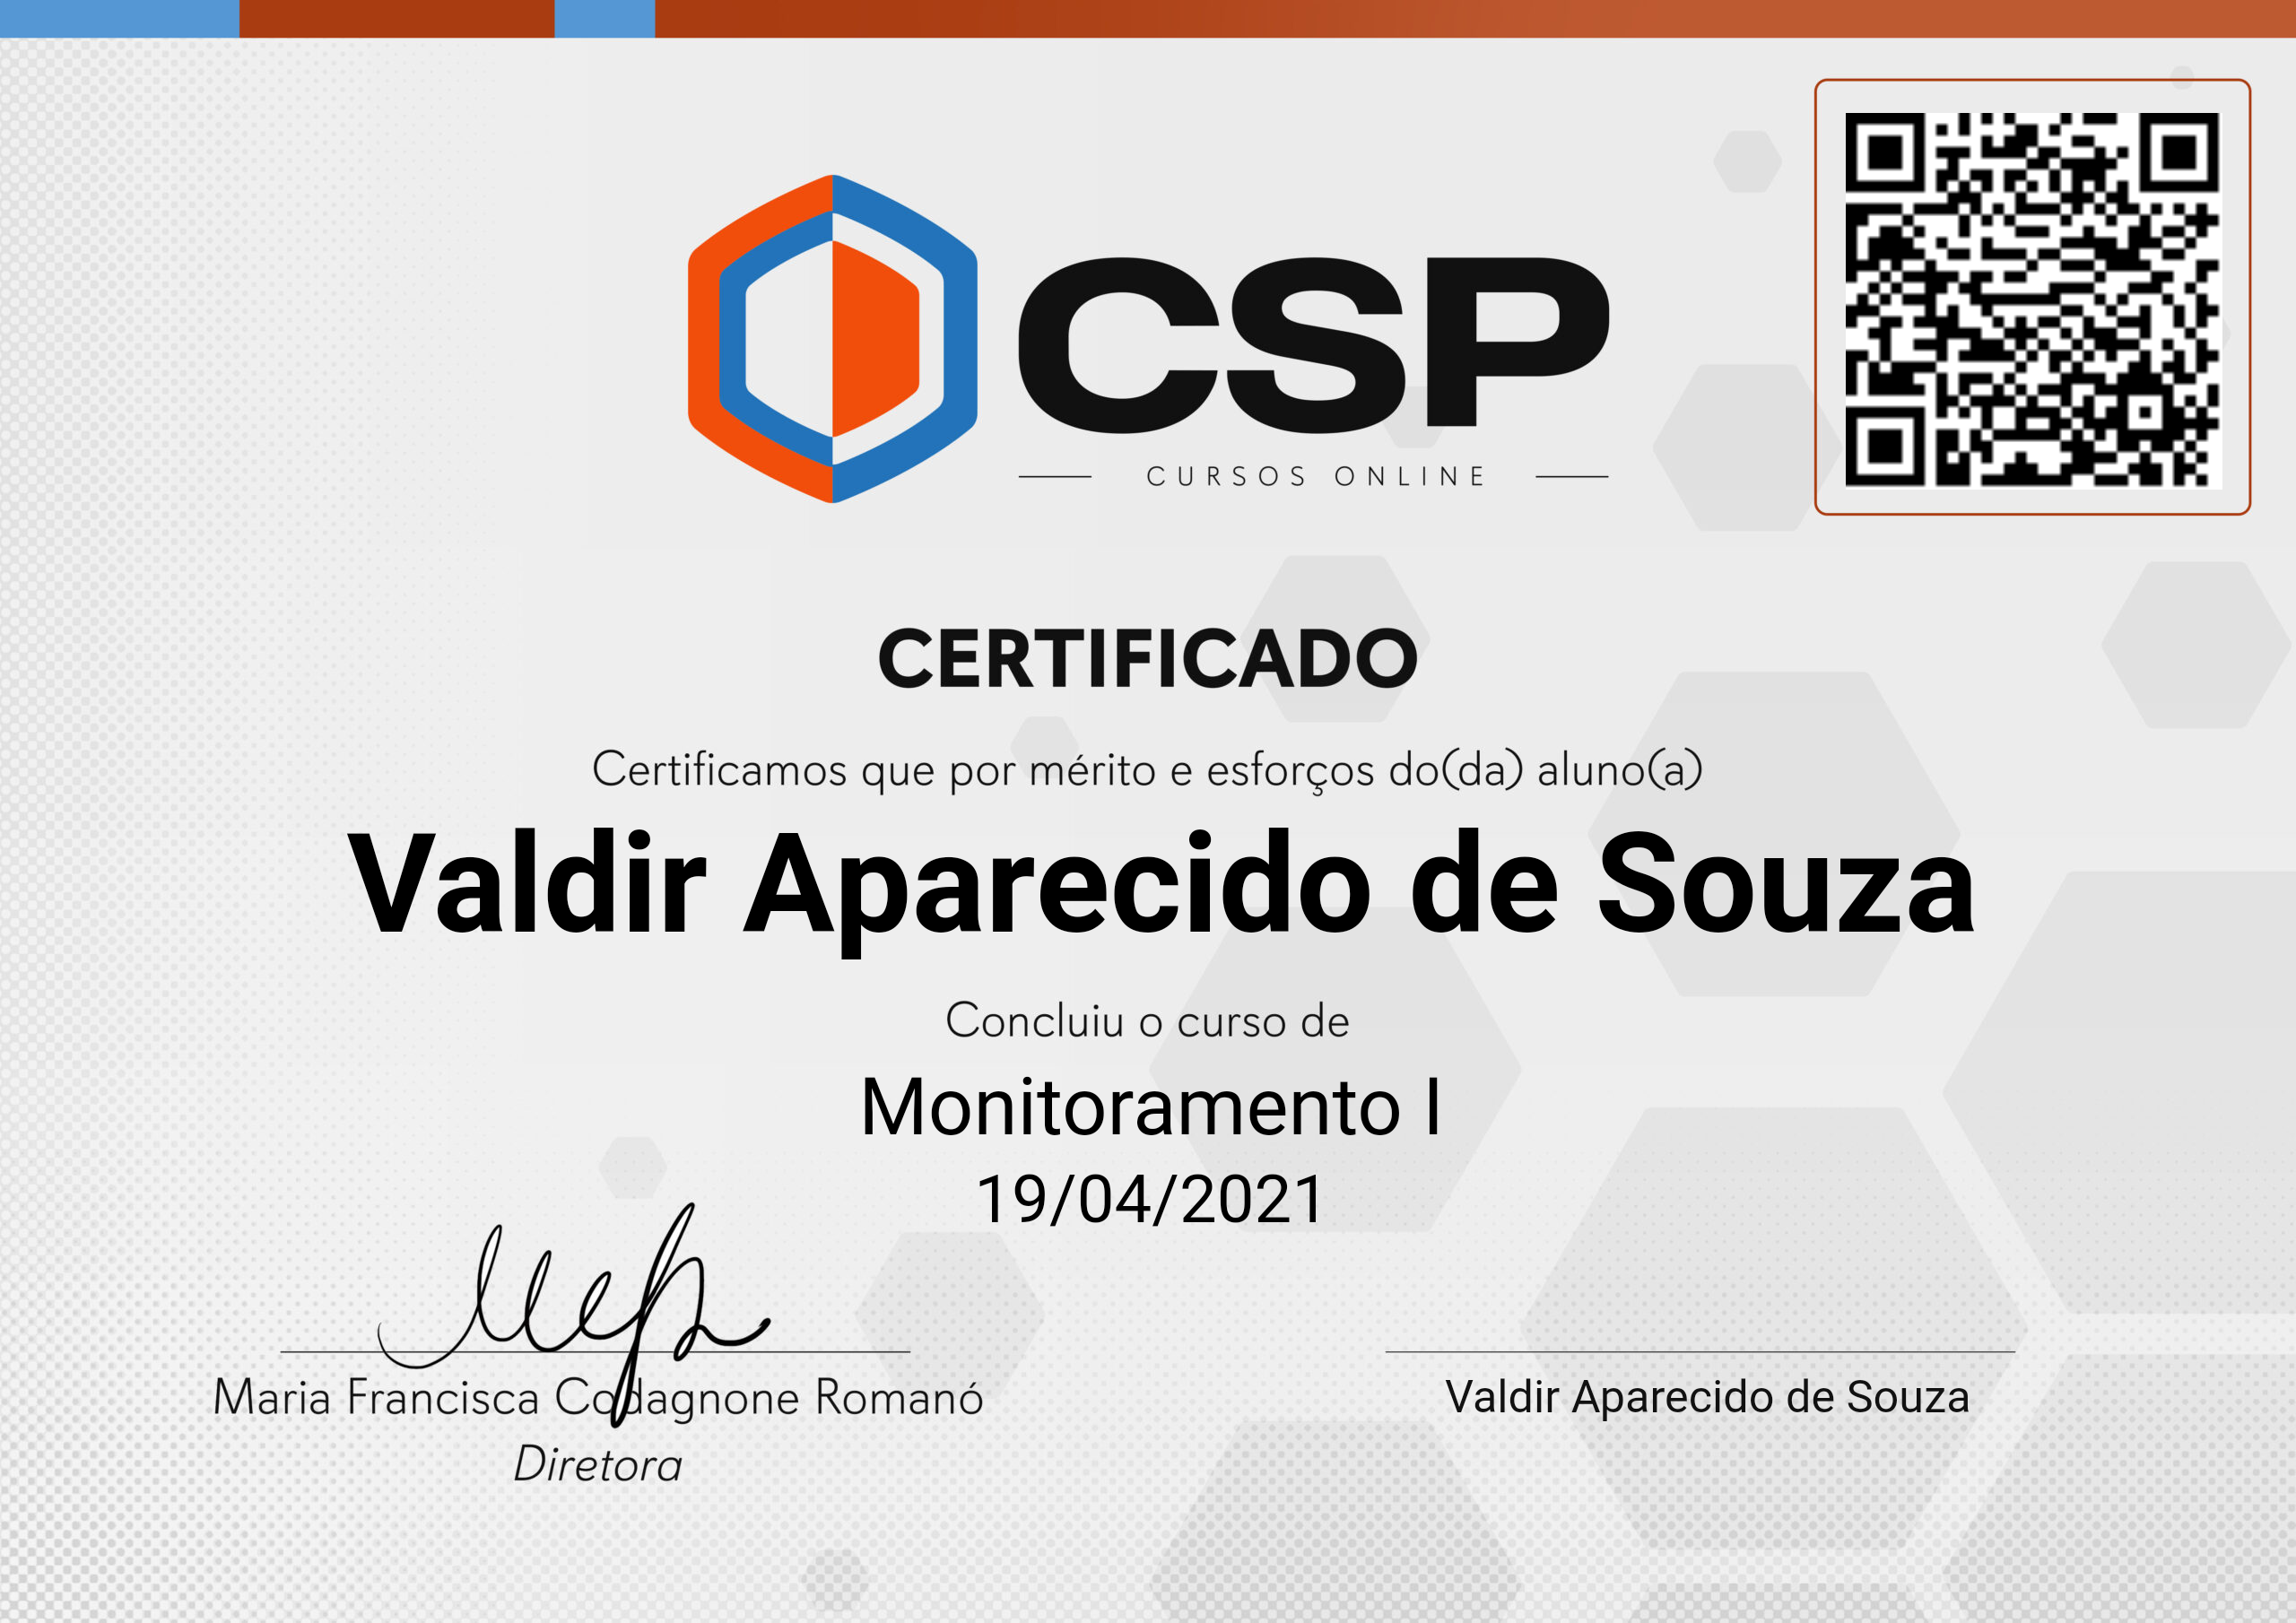 CSP
CURSOS ONLINE
CERTIFICADO
Certificamos que por mérito e esforços do(da) aluno(a)
Valdir Aparecido de Souza
Concluiu o curso de
Monitoramento I
19/04/2021
Maria Francisca Codagnone Romanó
Diretora
Valdir Aparecido de Souza